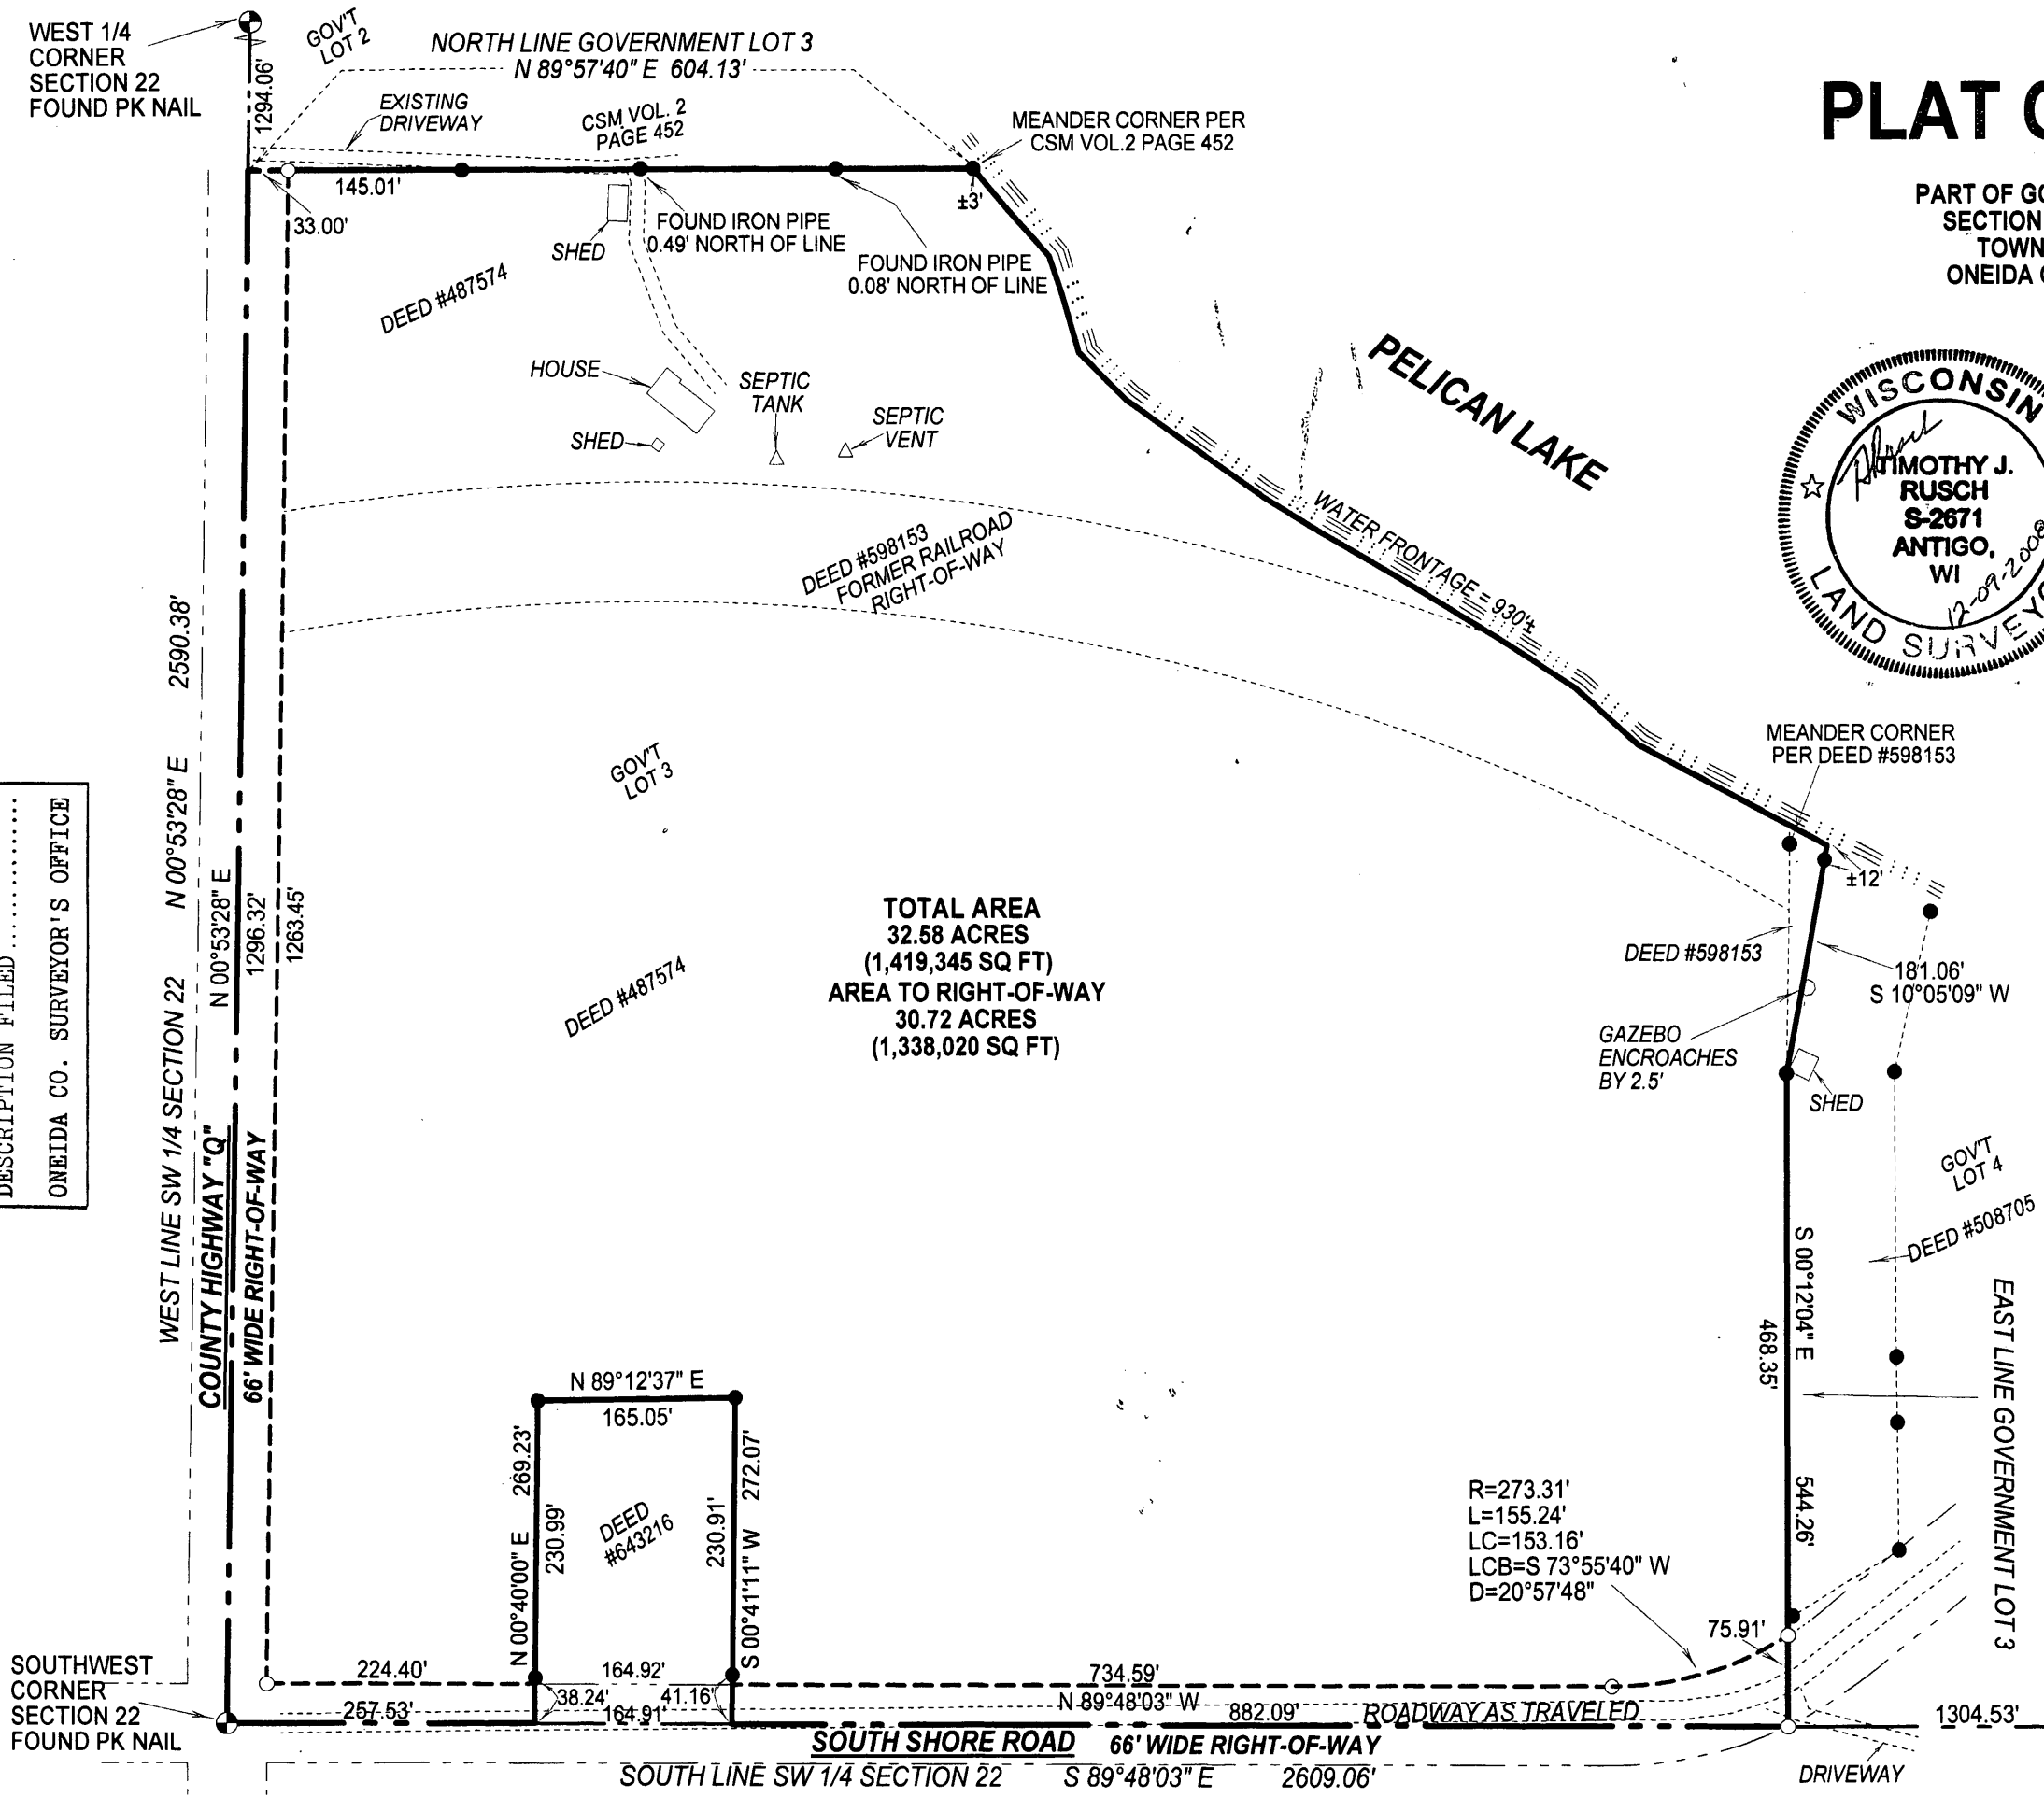 WEST 1/4
CORNER
SECTION 22
FOUND PK NAIL
1294.06'
GOV'T
LOT 2
NORTH LINE GOVERNMENT LOT 3
N 89°57'40" E 604.13'
EXISTING
DRIVEWAY
CSM VOL. 2
PAGE 452
MEANDER CORNER PER
CSM VOL.2 PAGE 452
PLAT
PART OF
SECTION
TOWN
ONEIDA
145.01'
33.00'
±3'
SHED
FOUND IRON PIPE
0.49' NORTH OF LINE
FOUND IRON PIPE
0.08' NORTH OF LINE
DEED #487574
HOUSE
SEPTIC
TANK
SEPTIC
VENT
SHED
PELICAN LAKE
WISCONSIN
TIMOTHY J.
RUSCH
S-2671
ANTIGO,
WI
12-09-2008
LAND SURVEYO
WATER FRONTAGE = 930'±
DEED #598153
FORMER RAILROAD
RIGHT-OF-WAY
2590.38'
N 00°53'28" E
WEST LINE SW 1/4 SECTION 22
N 00°53'28" E
1296.32'
1263.45'
COUNTY HIGHWAY "Q"
66' WIDE RIGHT-OF-WAY
DESCRIPTION FILED
ONEIDA CO. SURVEYOR'S OFFICE
GOV'T
LOT 3
MEANDER CORNER
PER DEED #598153
±12'
DEED #598153
181.06'
S 10°05'09" W
GAZEBO
ENCROACHES
BY 2.5'
SHED
TOTAL AREA
32.58 ACRES
(1,419,345 SQ FT)
AREA TO RIGHT-OF-WAY
30.72 ACRES
(1,338,020 SQ FT)
DEED #487574
GOV'T
LOT 4
DEED #508705
S 00°12'04" E
468.35'
544.26'
EAST LINE GOVERNMENT LOT 3
N 89°12'37" E
165.05'
N 00°40'00" E 269.23'
230.99'
DEED
#643216
230.91'
S 00°41'11" W 272.07'
R=273.31'
L=155.24'
LC=153.16'
LCB=S 73°55'40" W
D=20°57'48"
75.91'
SOUTHWEST
CORNER
SECTION 22
FOUND PK NAIL
224.40'
164.92'
734.59'
257.53'
38.24'
41.16'
164.91'
N 89°48'03" W
882.09'
ROADWAY AS TRAVELED
1304.53'
SOUTH SHORE ROAD 66' WIDE RIGHT-OF-WAY
SOUTH LINE SW 1/4 SECTION 22 S 89°48'03" E 2609.06'
DRIVEWAY